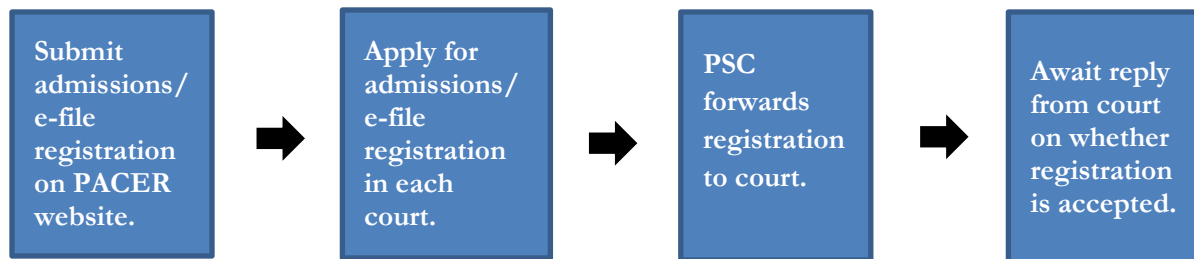 Submit
admissions/
e-file
registration
on PACER
website.
Apply for
admissions/
e-file
registration
in each
court.
PSC
forwards
registration
to court.
Await reply
from court
on whether
registration
is accepted.